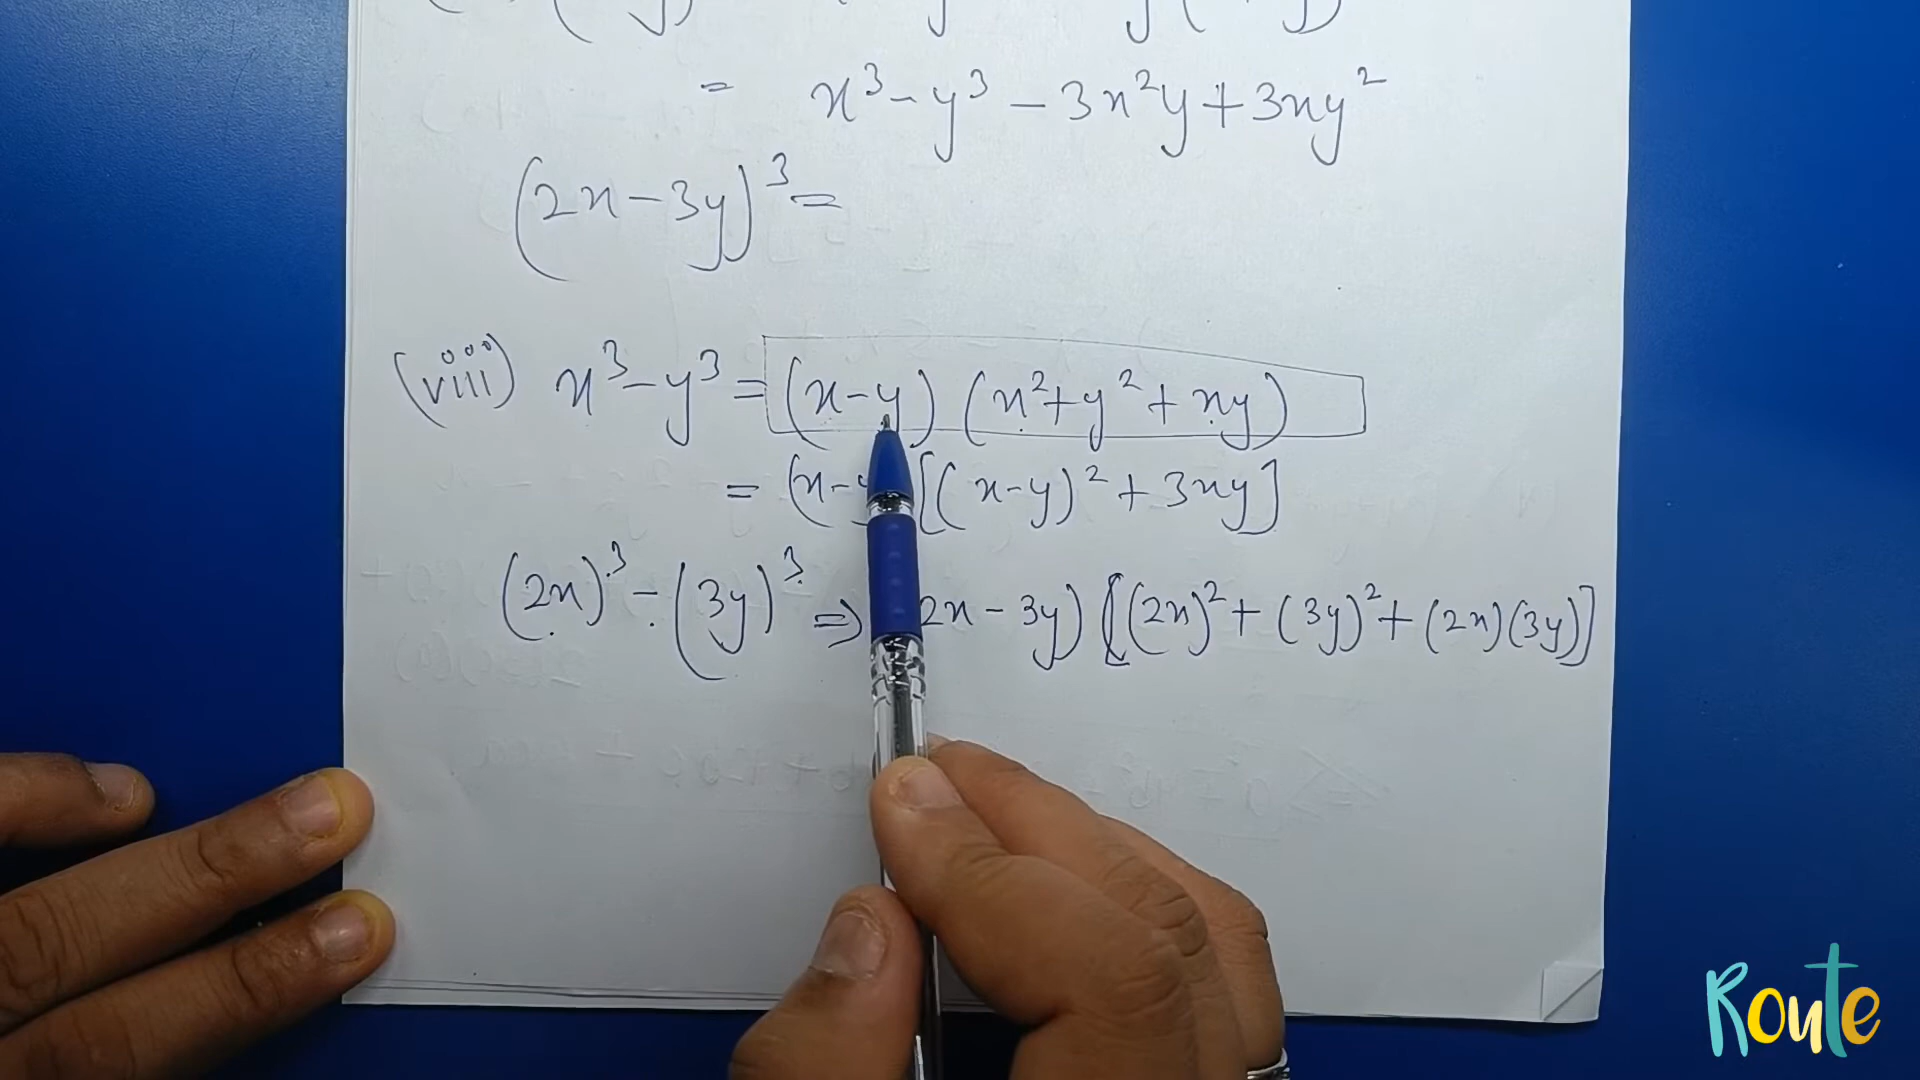 = x³ - y³ - 3x²y + 3xy²
(2x - 3y)³ =
(viii) x³ - y³ = (x - y) (x² + y² + xy)
= (x - y [(x - y)² + 3xy]
(2x)³ - (3y)³ ⇒ 2x - 3y) [(2x)² + (3y)² + (2x)(3y)]
Route